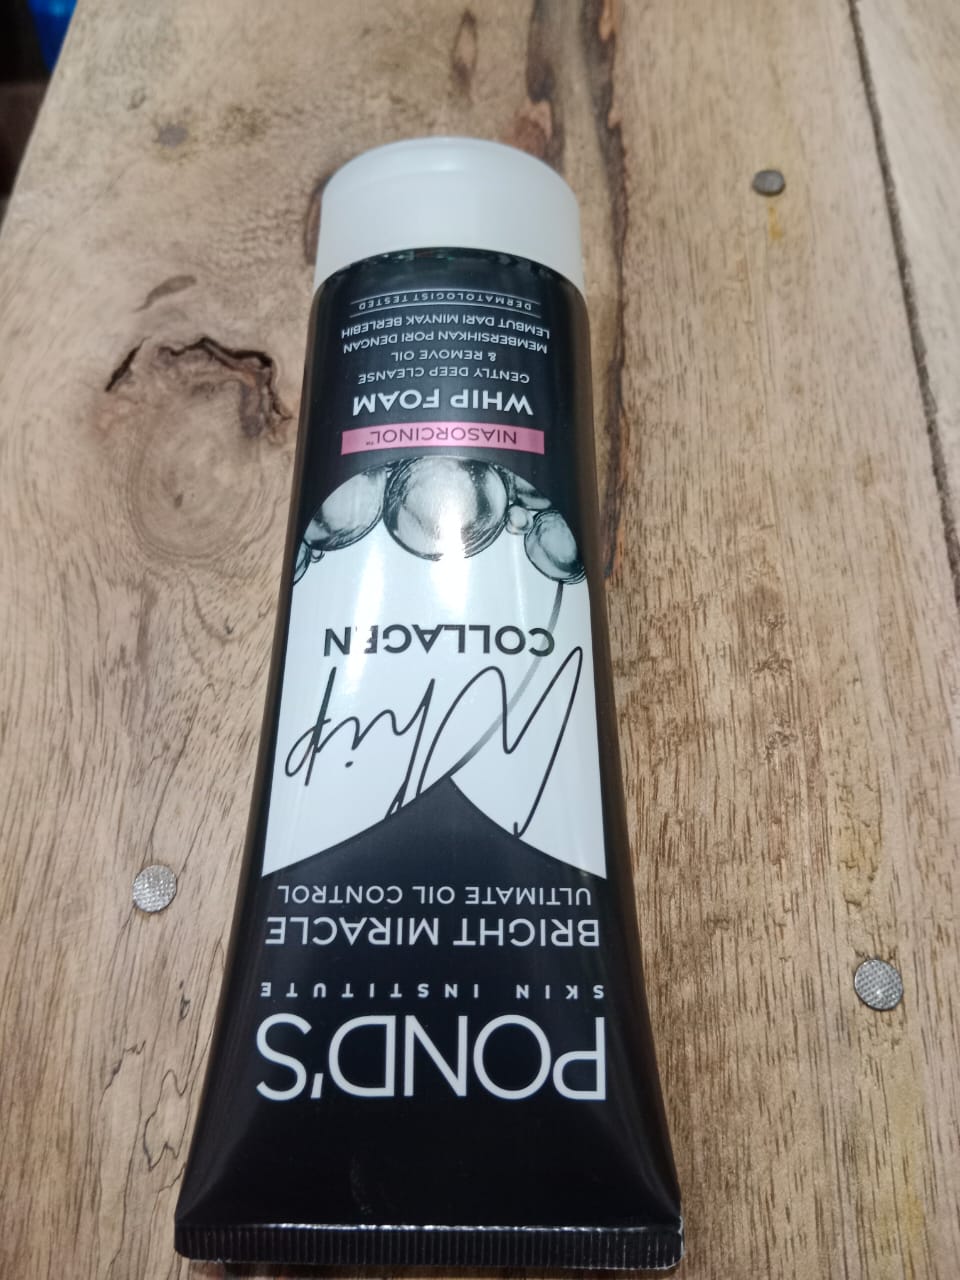 POND'S
SKIN INSTITUTE
BRIGHT MIRACLE
ULTIMATE OIL CONTROL
Whip
COLLAGEN
NIASORCINOL™
WHIP FOAM
GENTLY DEEP CLEANSE
& REMOVE OIL
MEMBERSIHKAN PORI DENGAN
LEMBUT DARI MINYAK BERLEBIH
DERMATOLOGIST TESTED